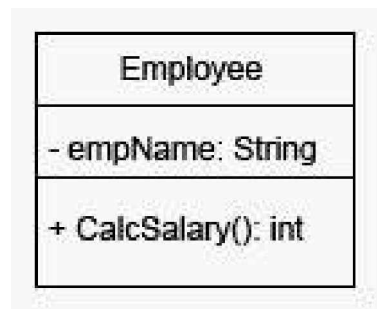 Employee
- empName: String
+ CalcSalary(): int